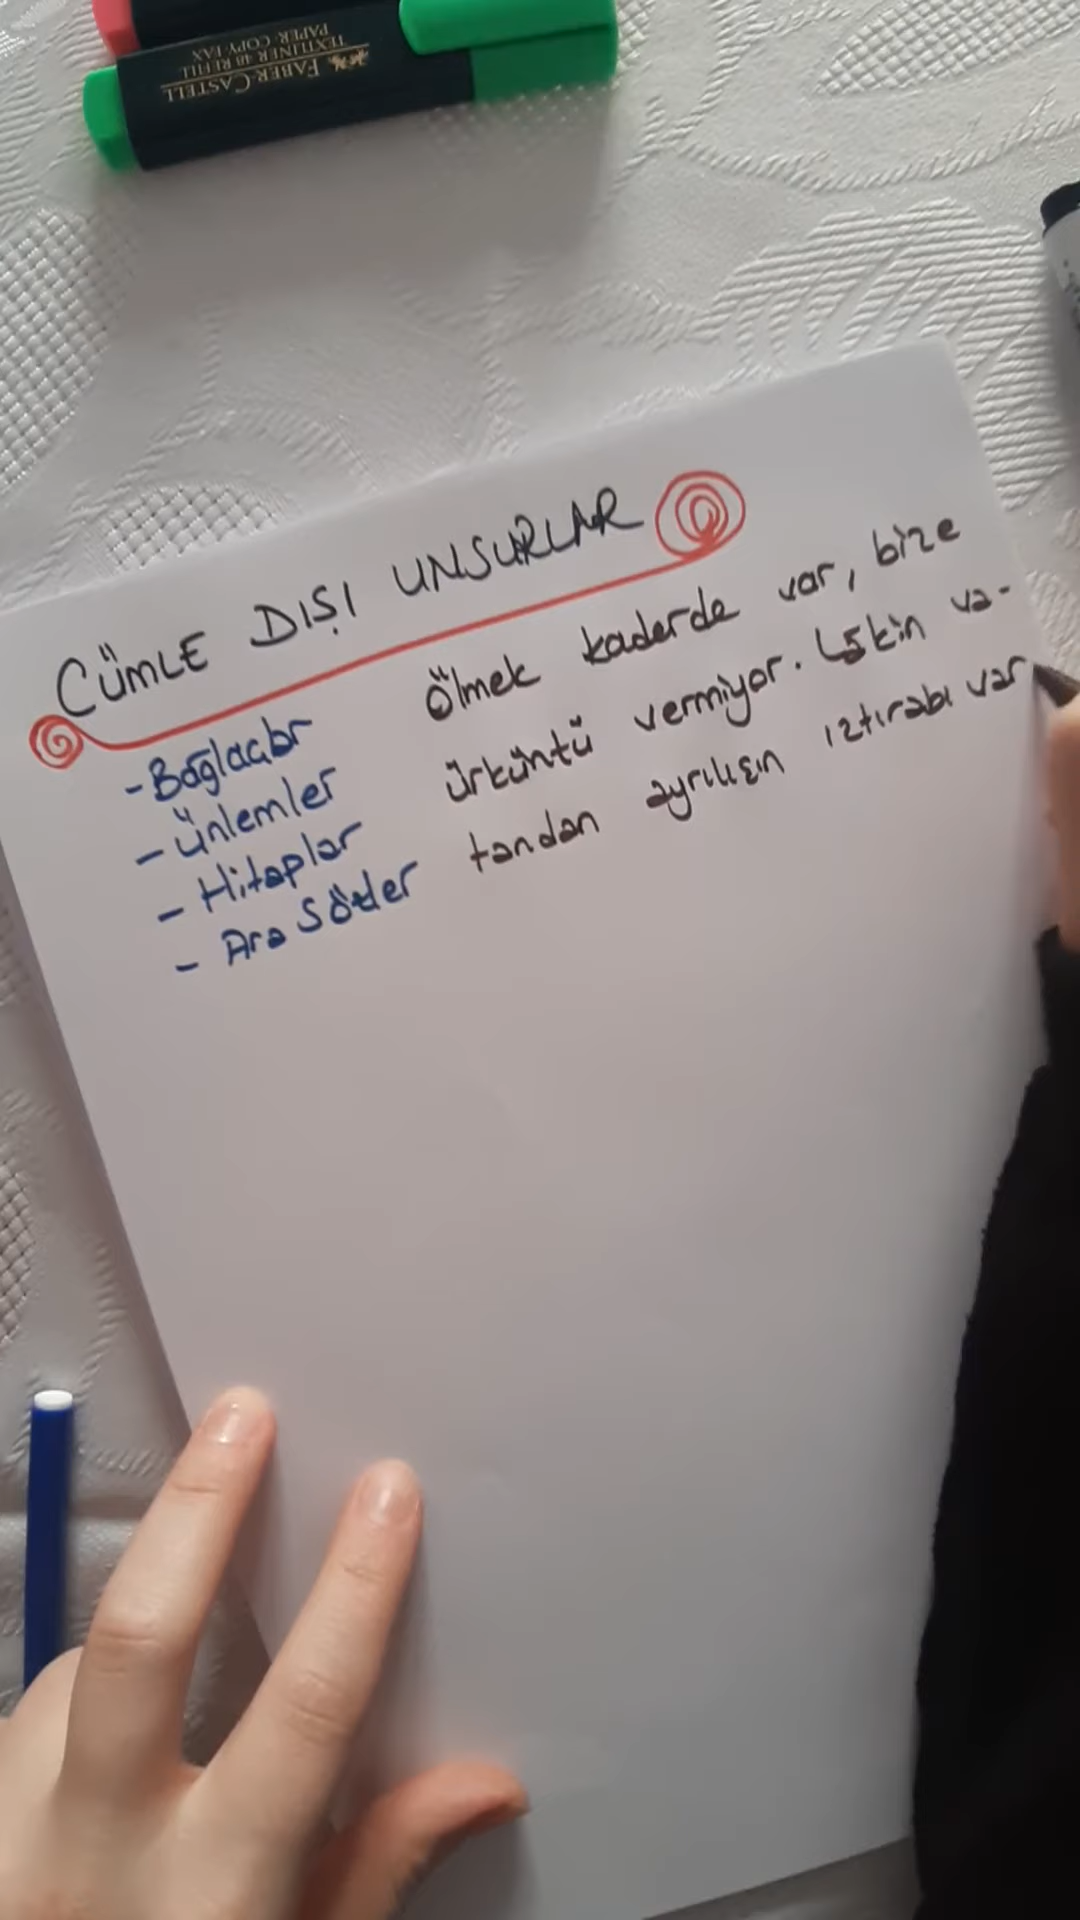 FABER-CASTELL
TEXTLINER 48 REFILL
PAPER COPY FAX
CÜMLE DIŞI UNSURLAR
- Bağlaçlar
- Ünlemler
- Hitaplar
- Ara Sözler
Ölmek kaderde var, bize
ürküntü vermiyor. Lakin va-
tandan ayrılışın ıztırabı var